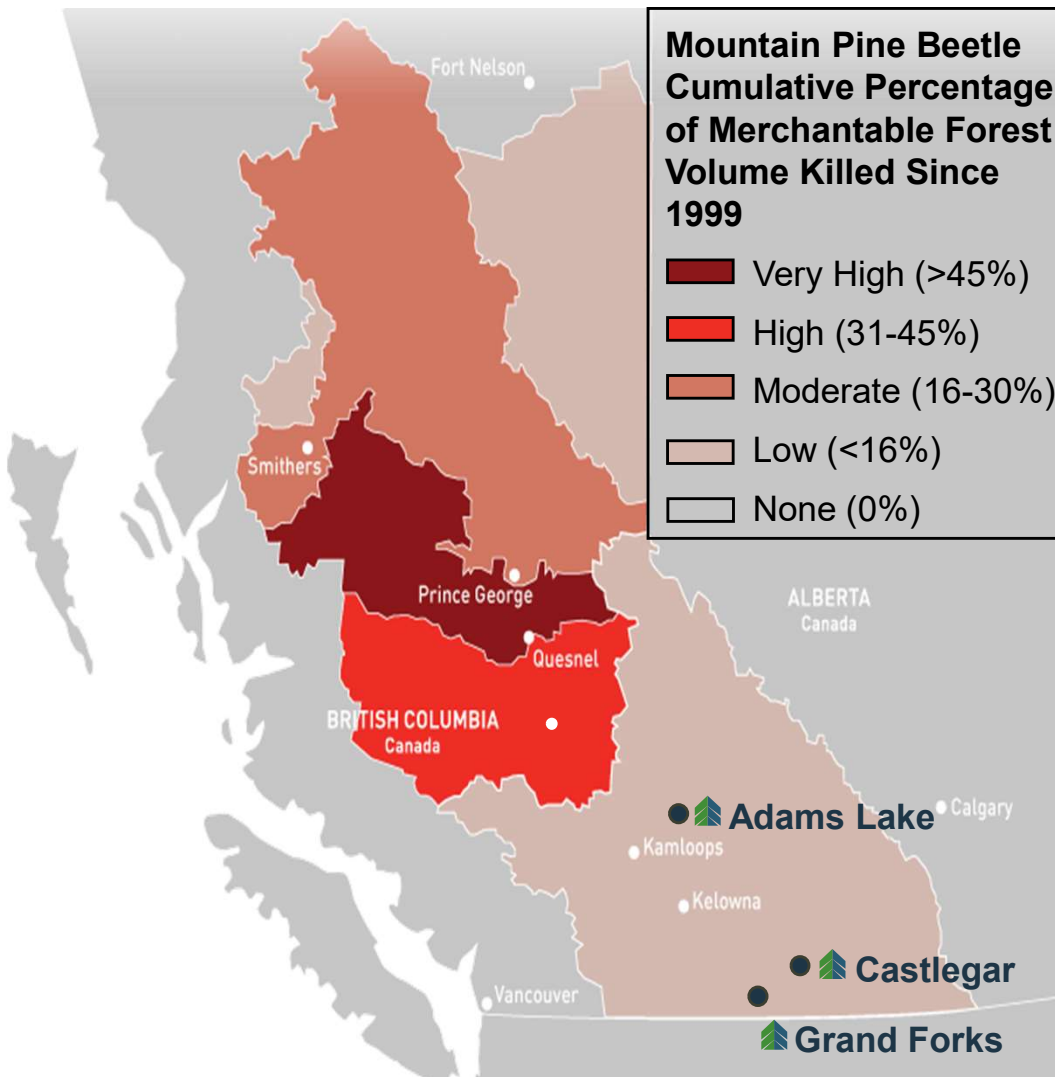 Mountain Pine Beetle
Cumulative Percentage
of Merchantable Forest
Volume Killed Since
1999
Very High (>45%)
High (31-45%)
Moderate (16-30%)
Low (<16%)
None (0%)
Fort Nelson
Smithers
Prince George
Quesnel
ALBERTA
Canada
BRITISH COLUMBIA
Canada
Adams Lake
Calgary
Kamloops
Kelowna
Castlegar
Vancouver
Grand Forks